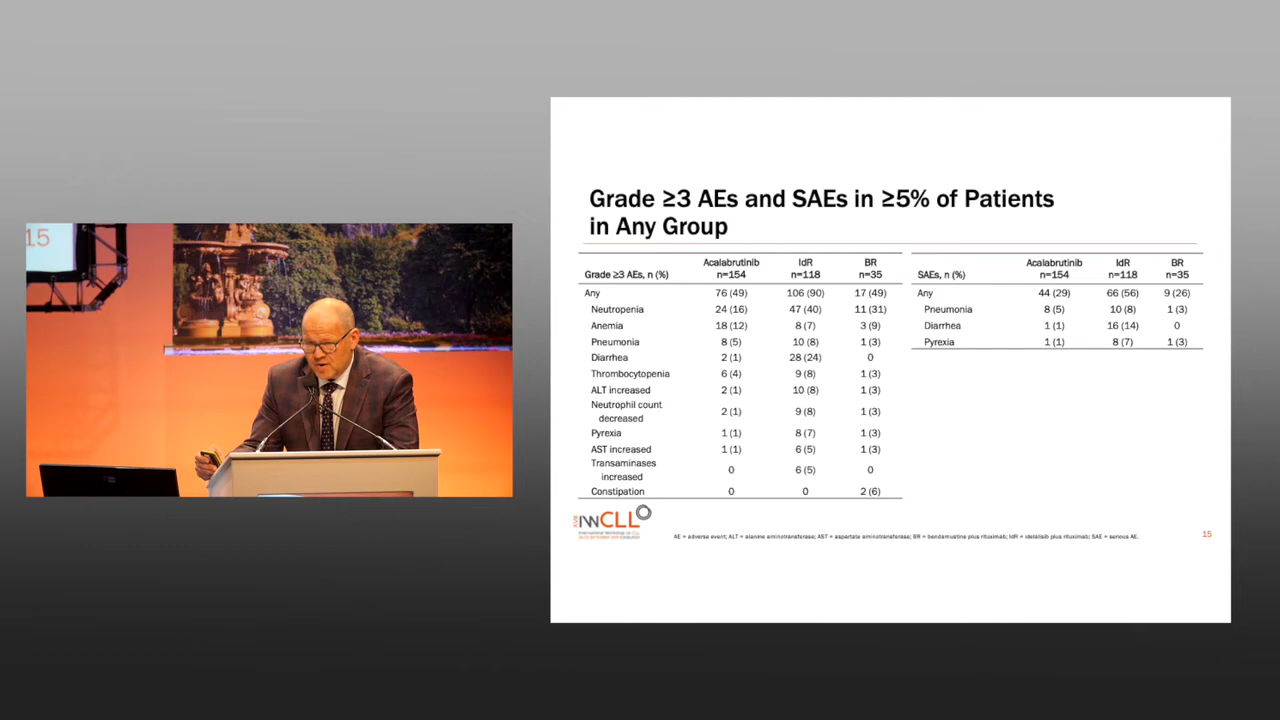 15
Grade ≥3 AEs and SAEs in ≥5% of Patients
in Any Group
Grade ≥3 AEs, n (%) Acalabrutinib n=154 IdR n=118 BR n=35
Any 76 (49) 106 (90) 17 (49)
Neutropenia 24 (16) 47 (40) 11 (31)
Anemia 18 (12) 8 (7) 3 (9)
Pneumonia 8 (5) 10 (8) 1 (3)
Diarrhea 2 (1) 28 (24) 0
Thrombocytopenia 6 (4) 9 (8) 1 (3)
ALT increased 2 (1) 10 (8) 1 (3)
Neutrophil count
decreased 2 (1) 9 (8) 1 (3)
Pyrexia 1 (1) 8 (7) 1 (3)
AST increased 1 (1) 6 (5) 1 (3)
Transaminases
increased 0 6 (5) 0
Constipation 0 0 2 (6)
SAEs, n (%) Acalabrutinib n=154 IdR n=118 BR n=35
Any 44 (29) 66 (56) 9 (26)
Pneumonia 8 (5) 10 (8) 1 (3)
Diarrhea 1 (1) 16 (14) 0
Pyrexia 1 (1) 8 (7) 1 (3)
XVIII iwCLL
International Workshop on CLL
AE = adverse event; ALT = alanine aminotransferase; AST = aspartate aminotransferase; BR = bendamustine plus rituximab; IdR = idelalisib plus rituximab; SAE = serious AE.
15